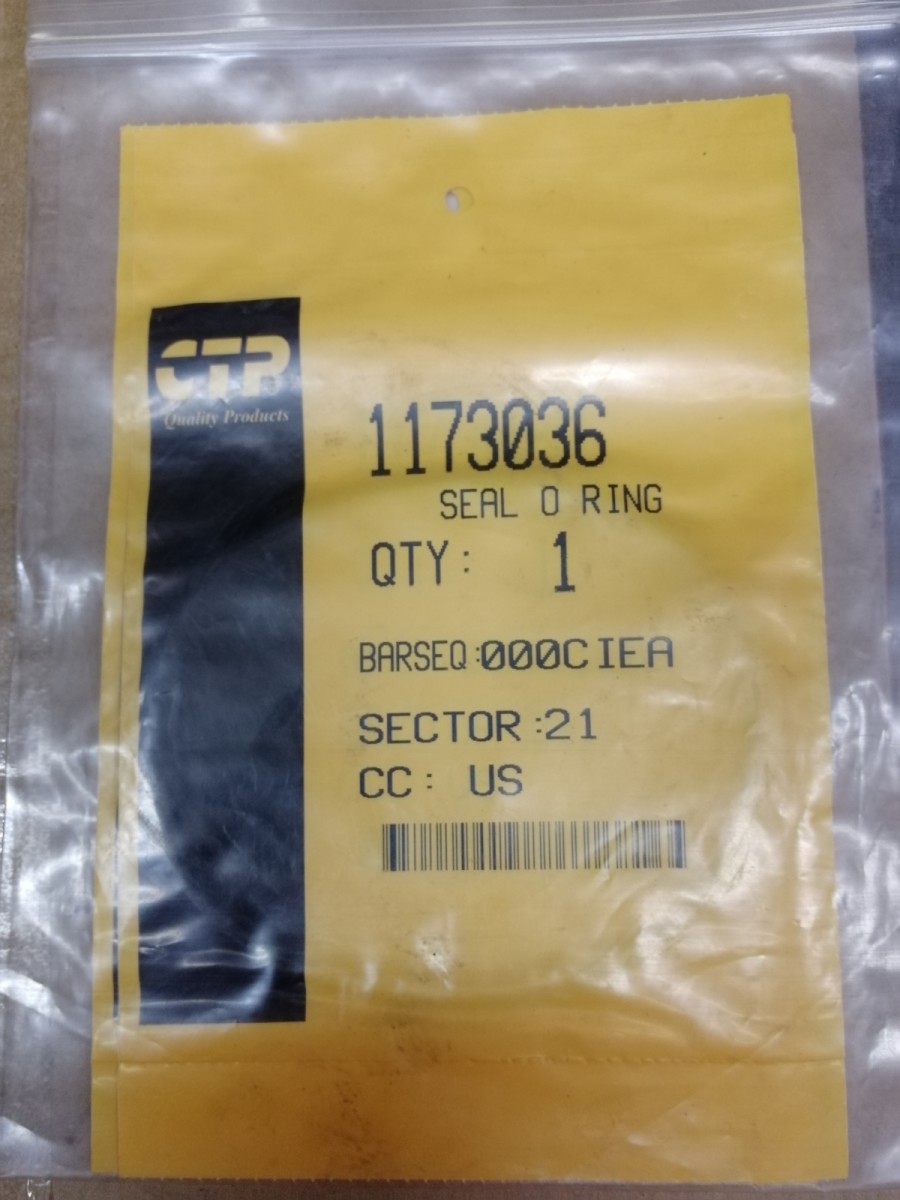 CTP
Quality Products
1173036
SEAL O RING
QTY: 1
BARSEQ:000CIEA
SECTOR:21
CC: US